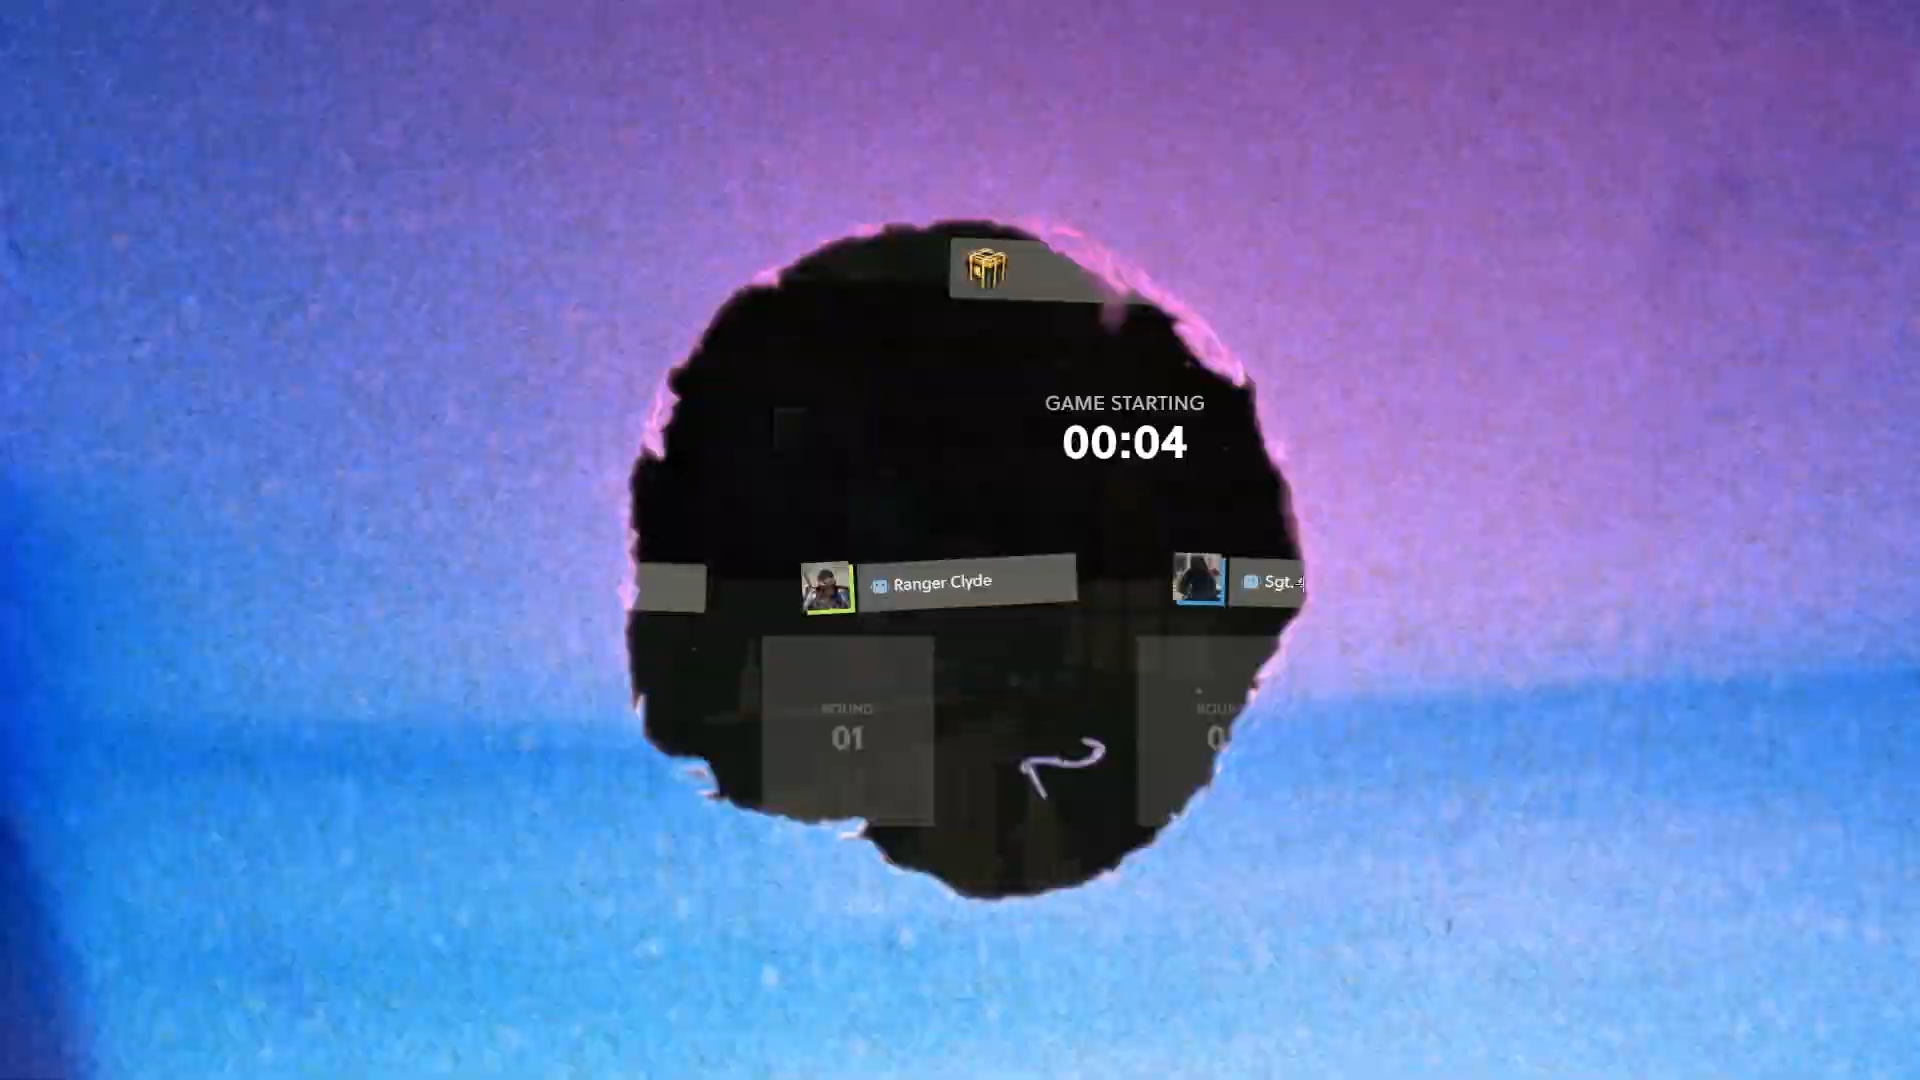 GAME STARTING
00:04
Ranger Clyde
Sgt.
ROUND
01